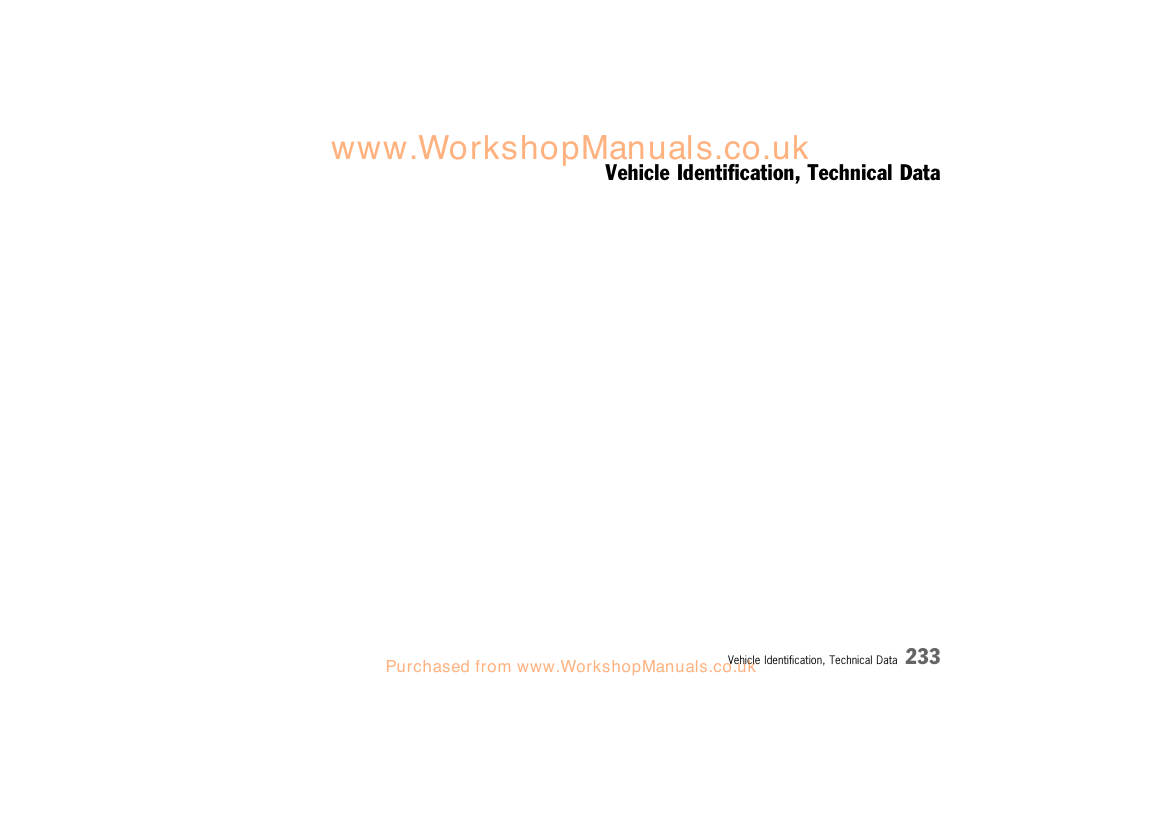 www.WorkshopManuals.co.uk
Vehicle Identification, Technical Data
Vehicle Identification, Technical Data 233
Purchased from www.WorkshopManuals.co.uk